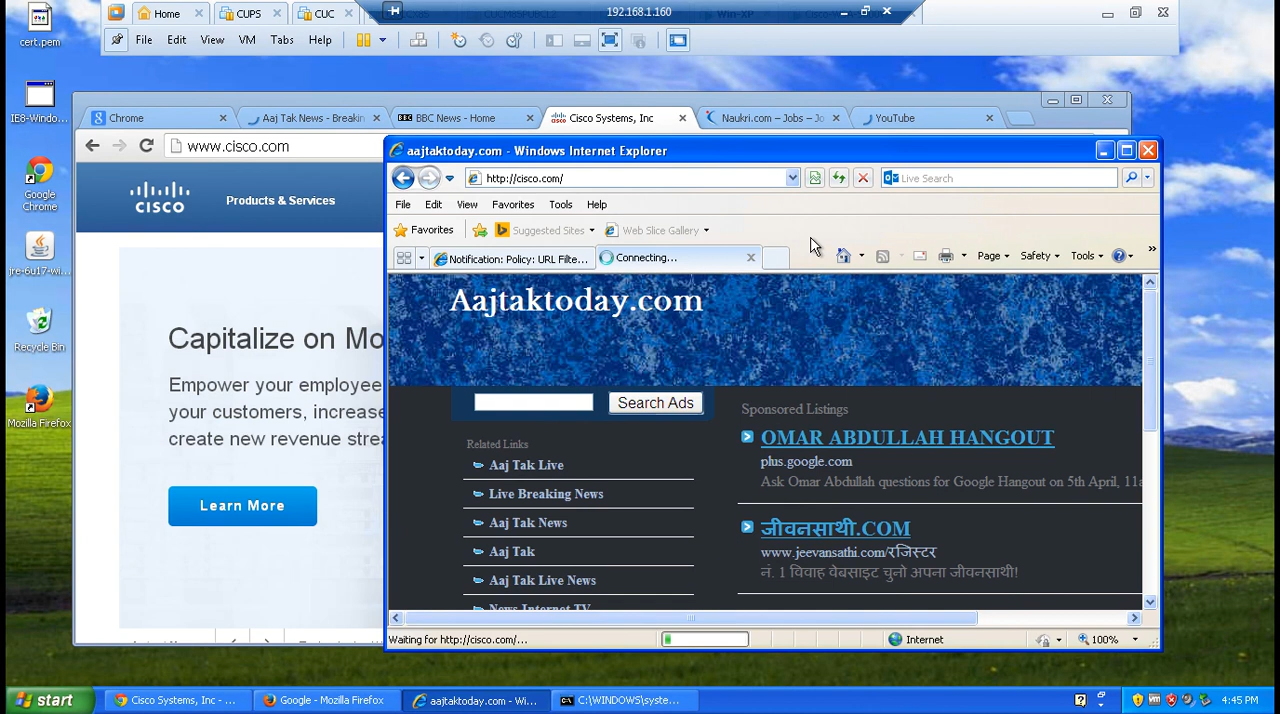 Home
CUPS
CUC
192.168.1.160
File Edit View VM Tabs Help
cert.pem
IE8-Windo...
Google Chrome
jre-6u17-wi...
Recycle Bin
Mozilla Firefox
Chrome
Aaj Tak News - Breakin
BBC News - Home
Cisco Systems, Inc
Naukri.com – Jobs – Jo
YouTube
www.cisco.com
CISCO
Products & Services
Capitalize on Mo
Empower your employee
your customers, increase
create new revenue strea
Learn More
aajtaktoday.com - Windows Internet Explorer
http://cisco.com/
Live Search
File Edit View Favorites Tools Help
Favorites
Suggested Sites
Web Slice Gallery
Notification: Policy: URL Filte...
Connecting...
Page Safety Tools
Aajtaktoday.com
Search Ads
Related Links
Aaj Tak Live
Live Breaking News
Aaj Tak News
Aaj Tak
Aaj Tak Live News
News Internet TV
Sponsored Listings
OMAR ABDULLAH HANGOUT
plus.google.com
Ask Omar Abdullah questions for Google Hangout on 5th April, 11a
जीवनसाथी.COM
www.jeevansathi.com/रजिस्टर
नं. 1 विवाह वेबसाइट चुनो अपना जीवनसाथी!
Waiting for http://cisco.com/...
Internet
100%
start
Cisco Systems, Inc - ...
Google - Mozilla Firefox
aajtaktoday.com - Wi...
C:\WINDOWS\syste...
4:45 PM